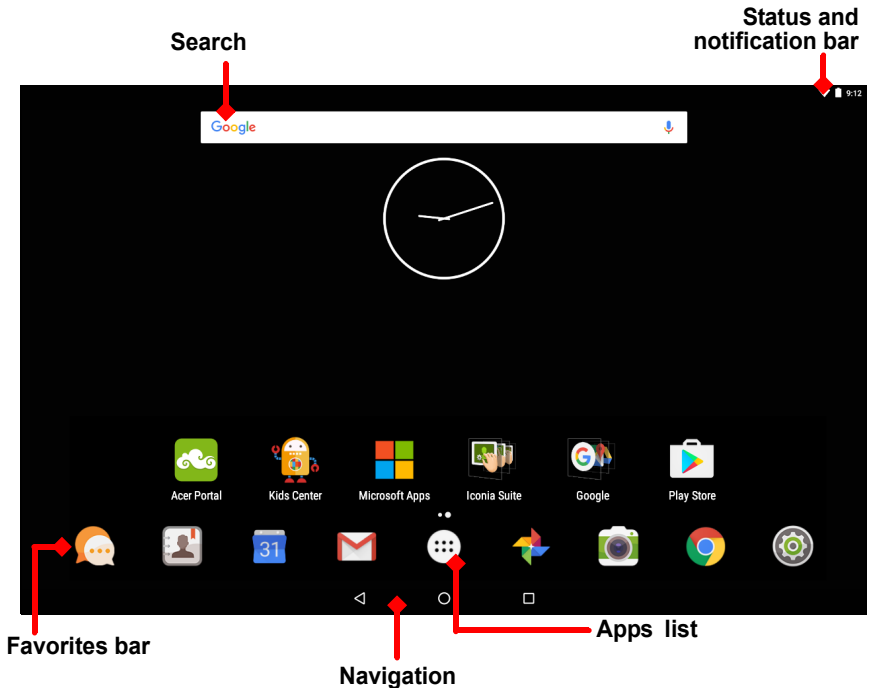 Status and
notification bar
Search
9:12
Google
Acer Portal
Kids Center
Microsoft Apps
Iconia Suite
Google
Play Store
31
Favorites bar
Apps list
Navigation